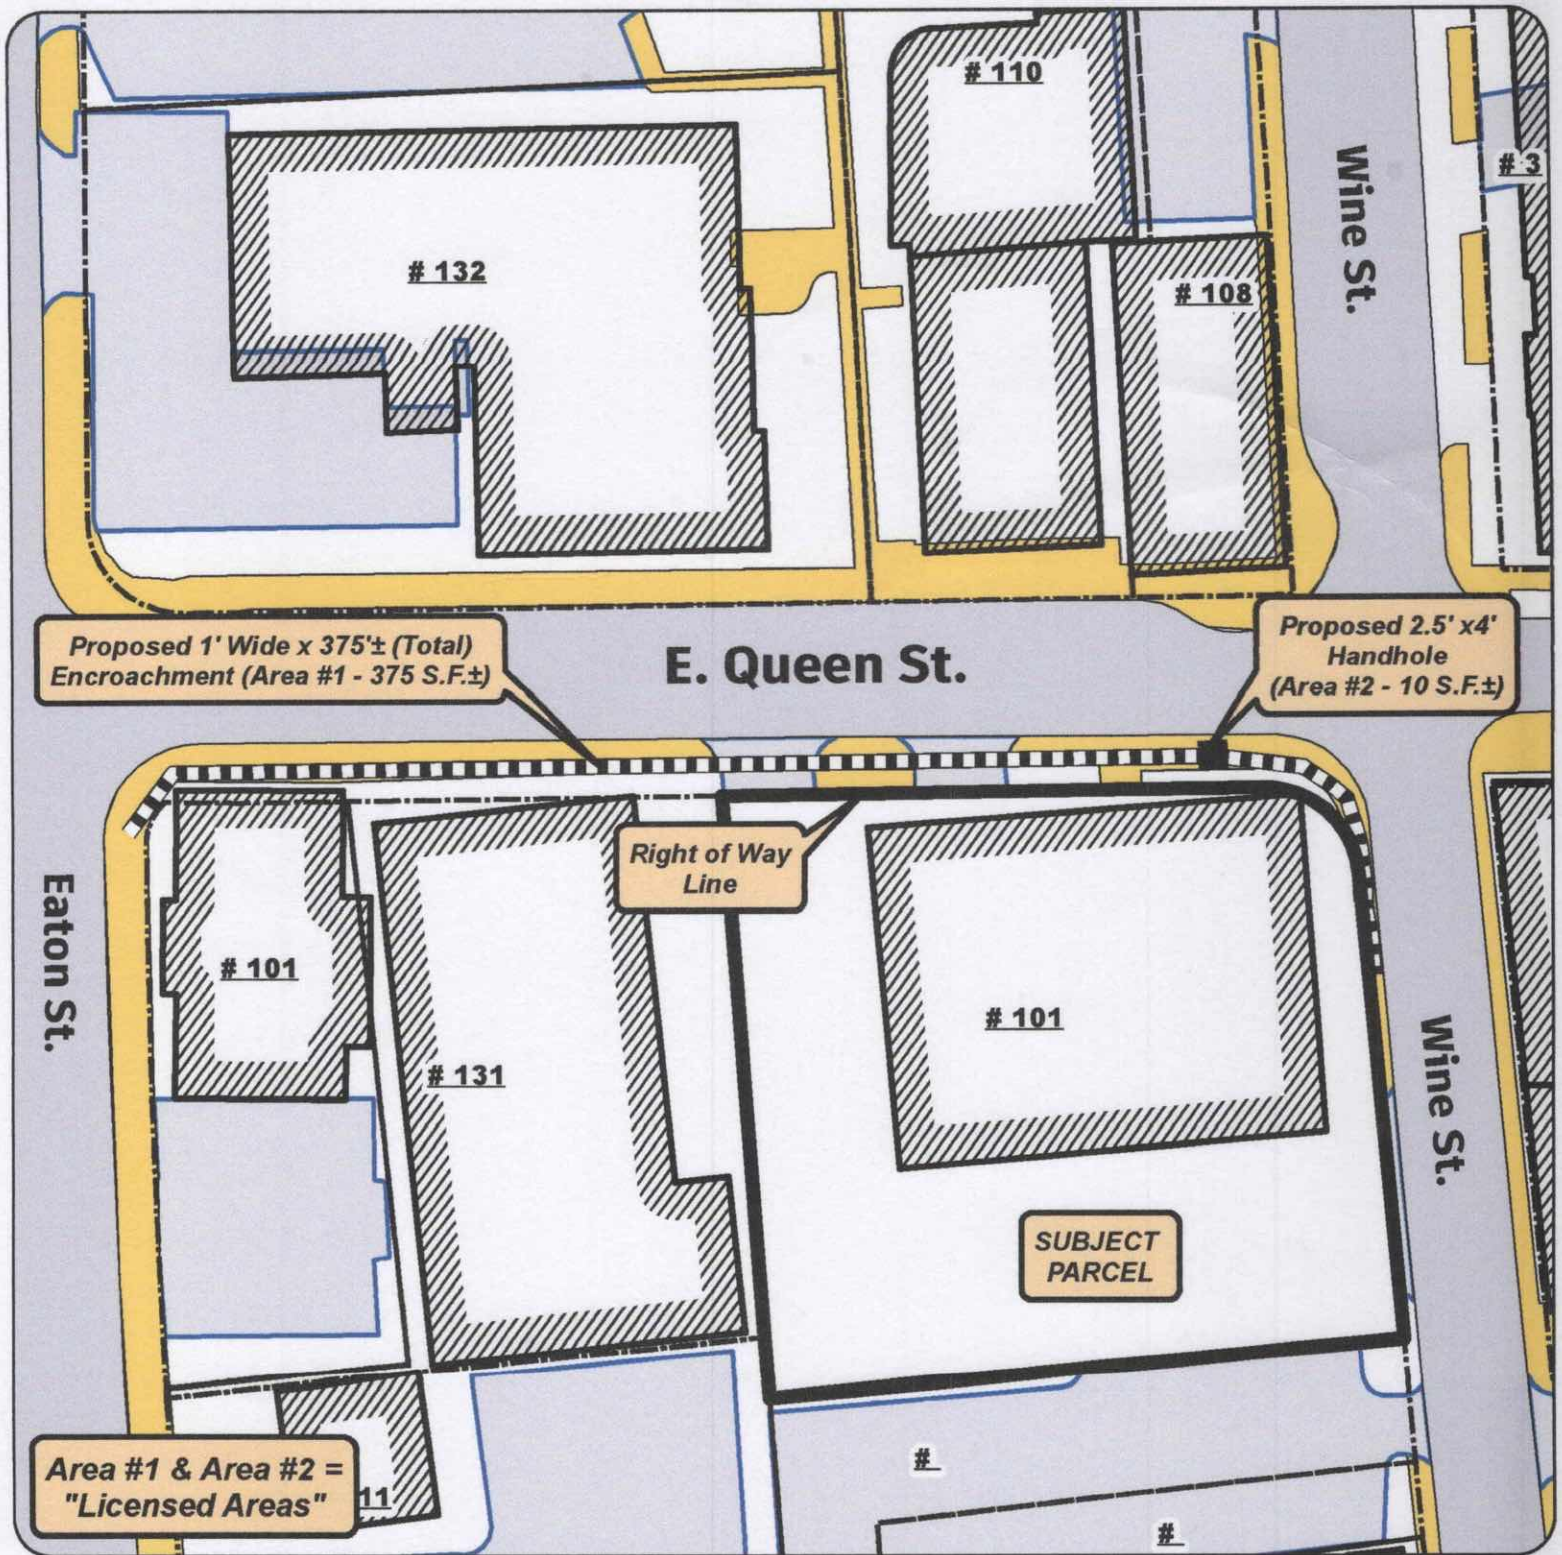 # 110
Wine St.
# 3
# 132
# 108
Proposed 1' Wide x 375'± (Total)
Encroachment (Area #1 - 375 S.F.±)
E. Queen St.
Proposed 2.5' x4'
Handhole
(Area #2 - 10 S.F.±)
Right of Way
Line
Eaton St.
# 101
# 101
# 131
Wine St.
SUBJECT
PARCEL
Area #1 & Area #2 =
"Licensed Areas"
11
#
#